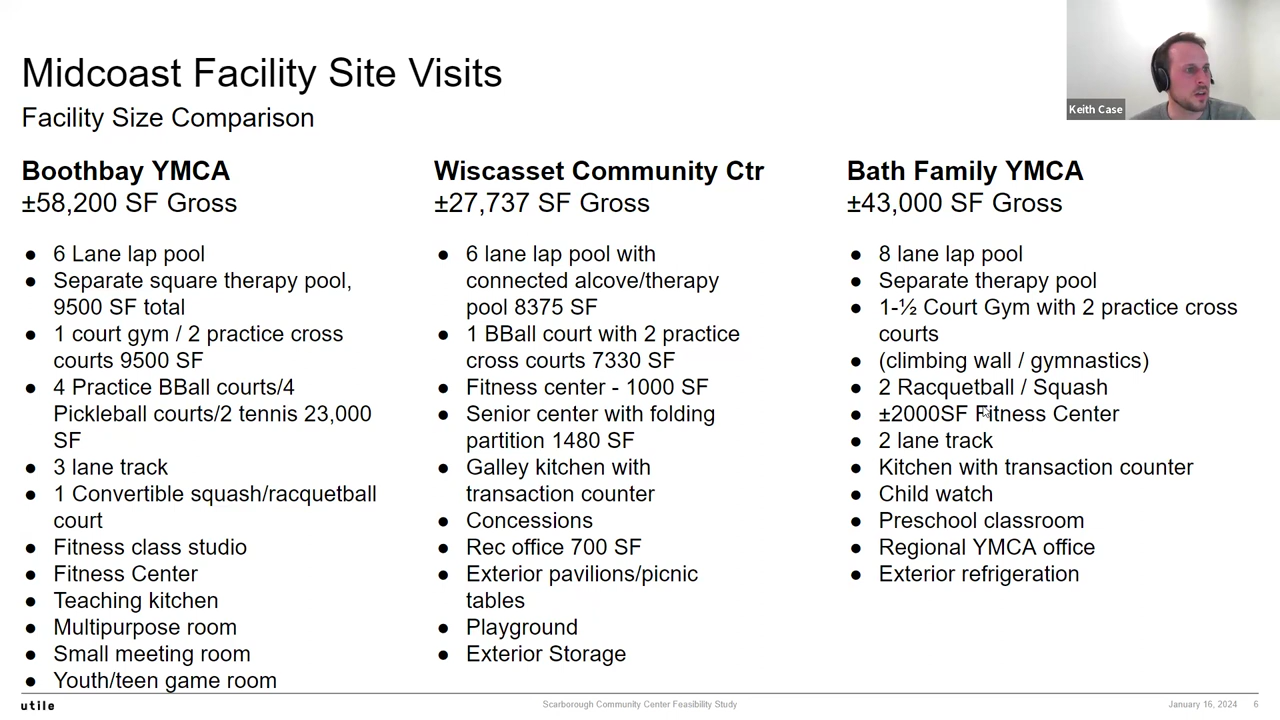 Midcoast Facility Site Visits
Facility Size Comparison
Keith Case
Boothbay YMCA
±58,200 SF Gross
● 6 Lane lap pool
● Separate square therapy pool,
9500 SF total
● 1 court gym / 2 practice cross
courts 9500 SF
● 4 Practice BBall courts/4
Pickleball courts/2 tennis 23,000
SF
● 3 lane track
● 1 Convertible squash/racquetball
court
● Fitness class studio
● Fitness Center
● Teaching kitchen
● Multipurpose room
● Small meeting room
● Youth/teen game room
Wiscasset Community Ctr
±27,737 SF Gross
● 6 lane lap pool with
connected alcove/therapy
pool 8375 SF
● 1 BBall court with 2 practice
cross courts 7330 SF
● Fitness center - 1000 SF
● Senior center with folding
partition 1480 SF
● Galley kitchen with
transaction counter
● Concessions
● Rec office 700 SF
● Exterior pavilions/picnic
tables
● Playground
● Exterior Storage
Bath Family YMCA
±43,000 SF Gross
● 8 lane lap pool
● Separate therapy pool
● 1-½ Court Gym with 2 practice cross
courts
● (climbing wall / gymnastics)
● 2 Racquetball / Squash
● ±2000SF Fitness Center
● 2 lane track
● Kitchen with transaction counter
● Child watch
● Preschool classroom
● Regional YMCA office
● Exterior refrigeration
utile
Scarborough Community Center Feasibility Study
January 16, 2024 6